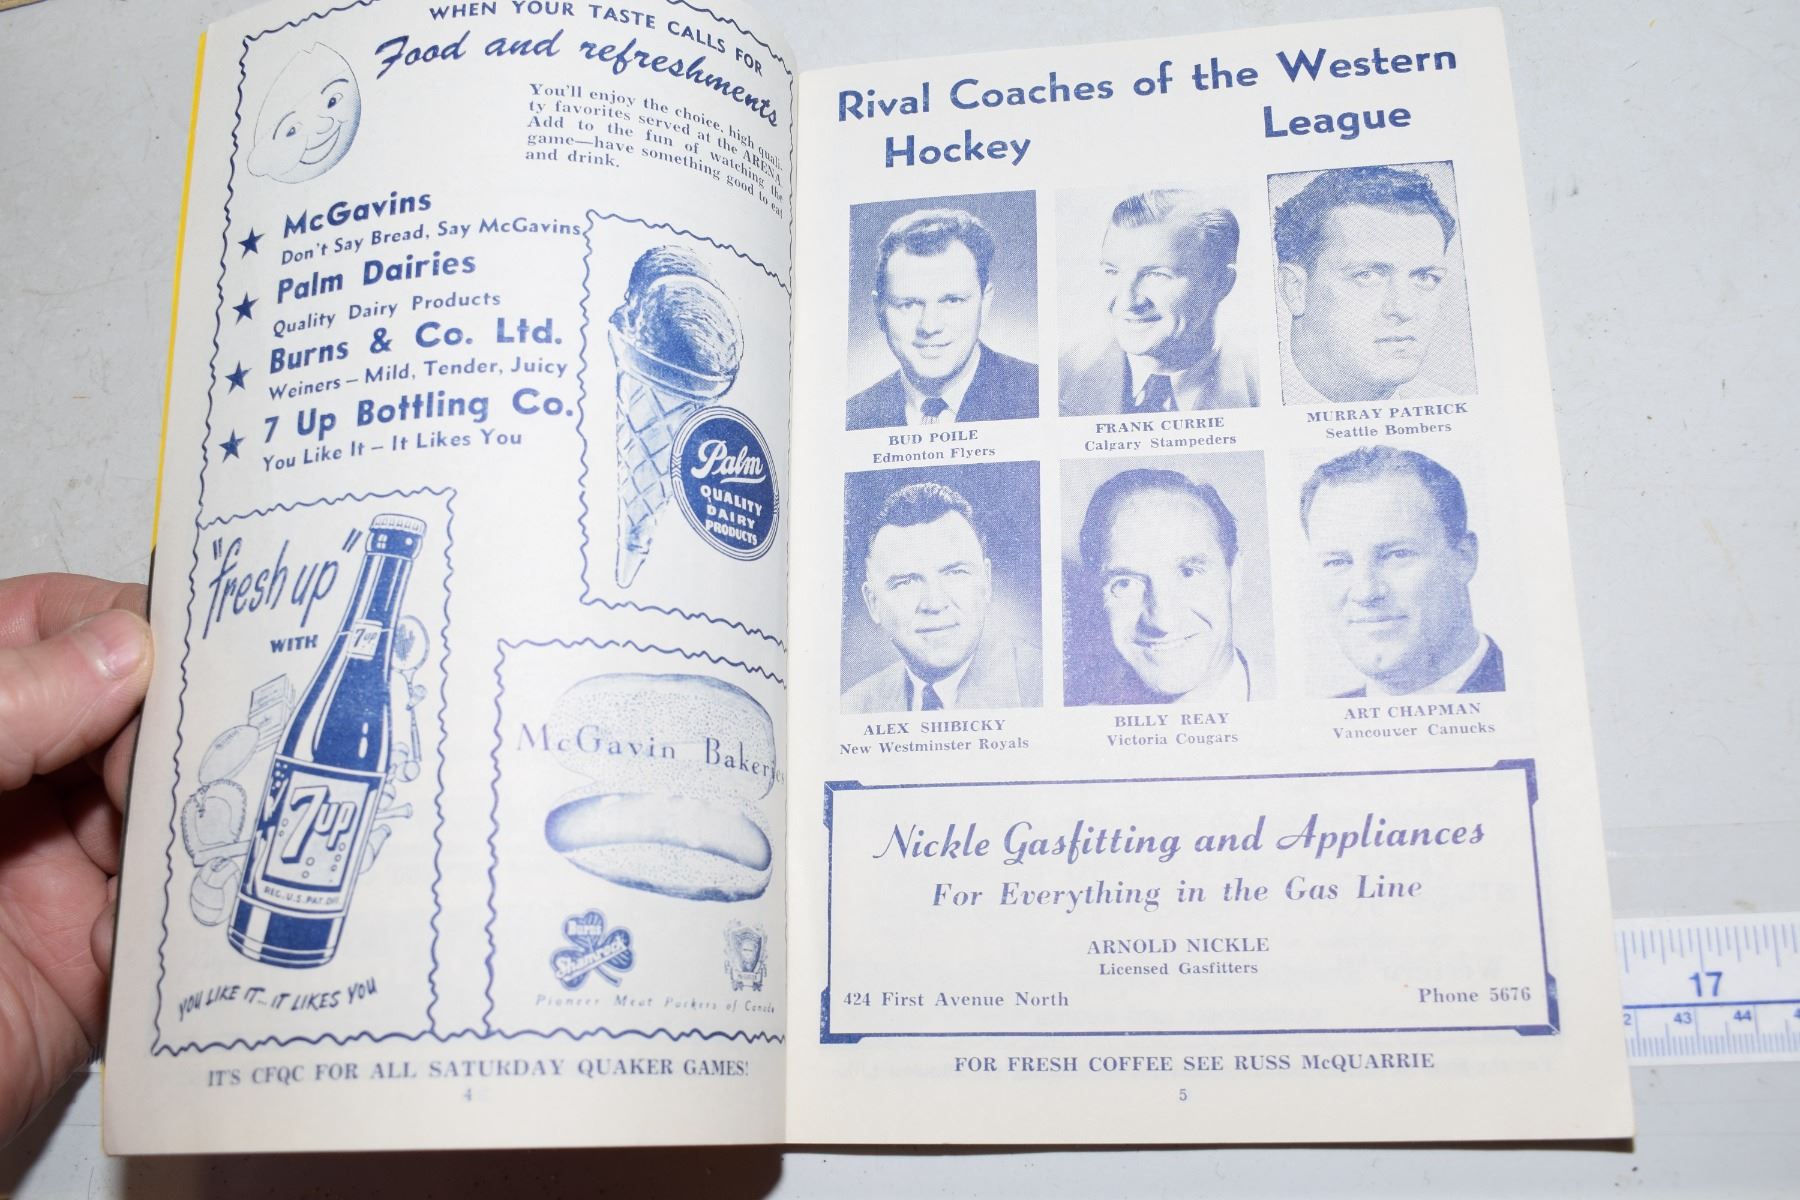 WHEN YOUR TASTE CALLS FOR
Food and refreshments
You'll enjoy the choice, high quali-
ty favorites served at the ARENA
Add to the fun of watching the
game—have something good to eat
and drink.
★ McGavins
Don't Say Bread, Say McGavins
★ Palm Dairies
Quality Dairy Products
★ Burns & Co. Ltd.
Weiners – Mild, Tender, Juicy
★ 7 Up Bottling Co.
You Like It – It Likes You
Palm
QUALITY
DAIRY
PRODUCTS
"fresh up"
WITH
7up
7up
REG. U.S. PAT. OFF.
YOU LIKE IT... IT LIKES YOU
McGavin Bakeries
Burns
Shamrock
Pioneer Meat Packers of Canada
IT'S CFQC FOR ALL SATURDAY QUAKER GAMES!
4
Rival Coaches of the Western
Hockey League
BUD POILE
Edmonton Flyers
FRANK CURRIE
Calgary Stampeders
MURRAY PATRICK
Seattle Bombers
ALEX SHIBICKY
New Westminster Royals
BILLY REAY
Victoria Cougars
ART CHAPMAN
Vancouver Canucks
Nickle Gasfitting and Appliances
For Everything in the Gas Line
ARNOLD NICKLE
Licensed Gasfitters
424 First Avenue North Phone 5676
FOR FRESH COFFEE SEE RUSS McQUARRIE
5
17
43 44